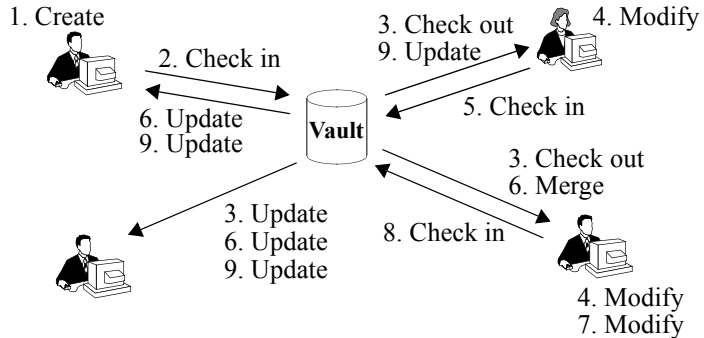 1. Create
2. Check in
6. Update
9. Update
3. Check out
9. Update
4. Modify
5. Check in
Vault
3. Update
6. Update
9. Update
3. Check out
6. Merge
8. Check in
4. Modify
7. Modify